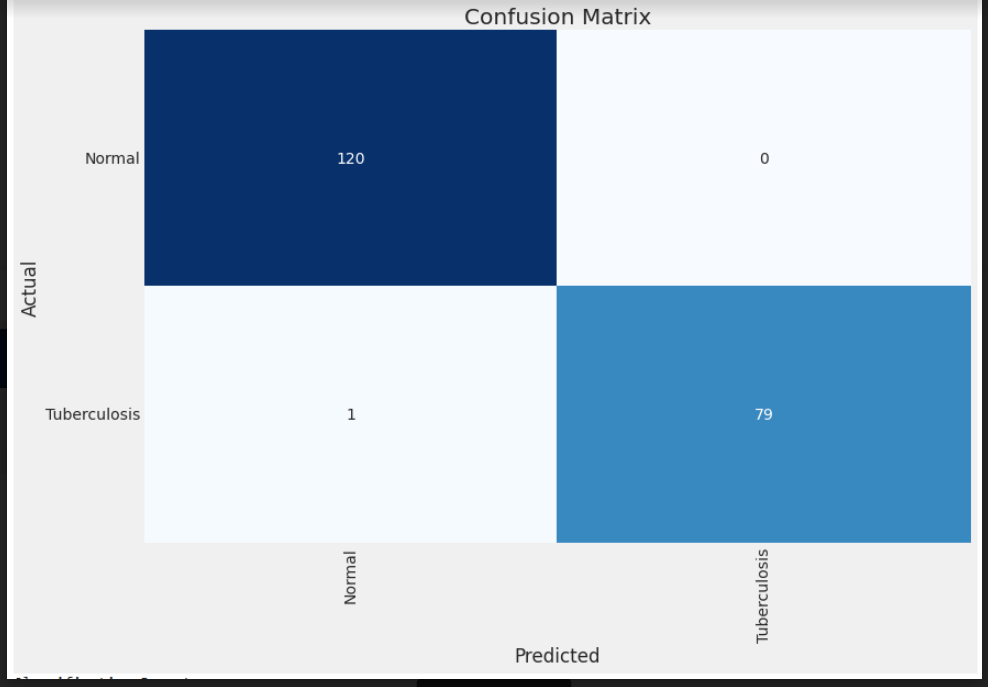 Confusion Matrix
Normal
120
0
Actual
Tuberculosis
1
79
Normal
Tuberculosis
Predicted